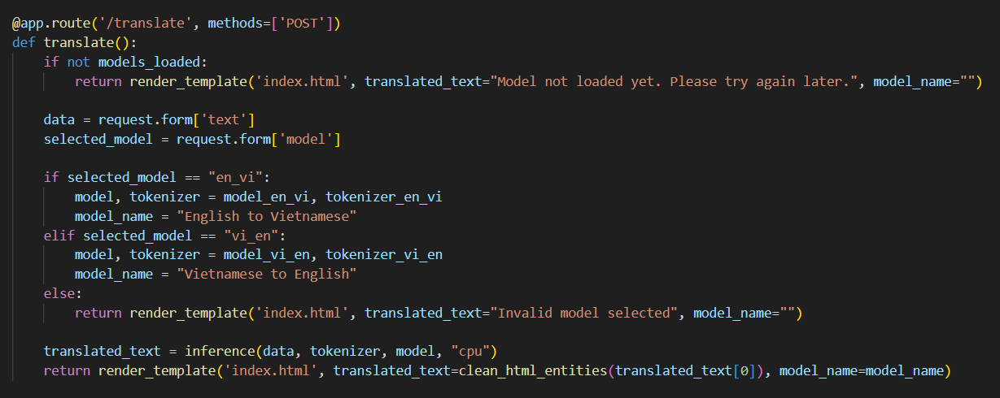 @app.route('/translate', methods=['POST'])
def translate():
    if not models_loaded:
        return render_template('index.html', translated_text="Model not loaded yet. Please try again later.", model_name="")

    data = request.form['text']
    selected_model = request.form['model']

    if selected_model == "en_vi":
        model, tokenizer = model_en_vi, tokenizer_en_vi
        model_name = "English to Vietnamese"
    elif selected_model == "vi_en":
        model, tokenizer = model_vi_en, tokenizer_vi_en
        model_name = "Vietnamese to English"
    else:
        return render_template('index.html', translated_text="Invalid model selected", model_name="")

    translated_text = inference(data, tokenizer, model, "cpu")
    return render_template('index.html', translated_text=clean_html_entities(translated_text[0]), model_name=model_name)